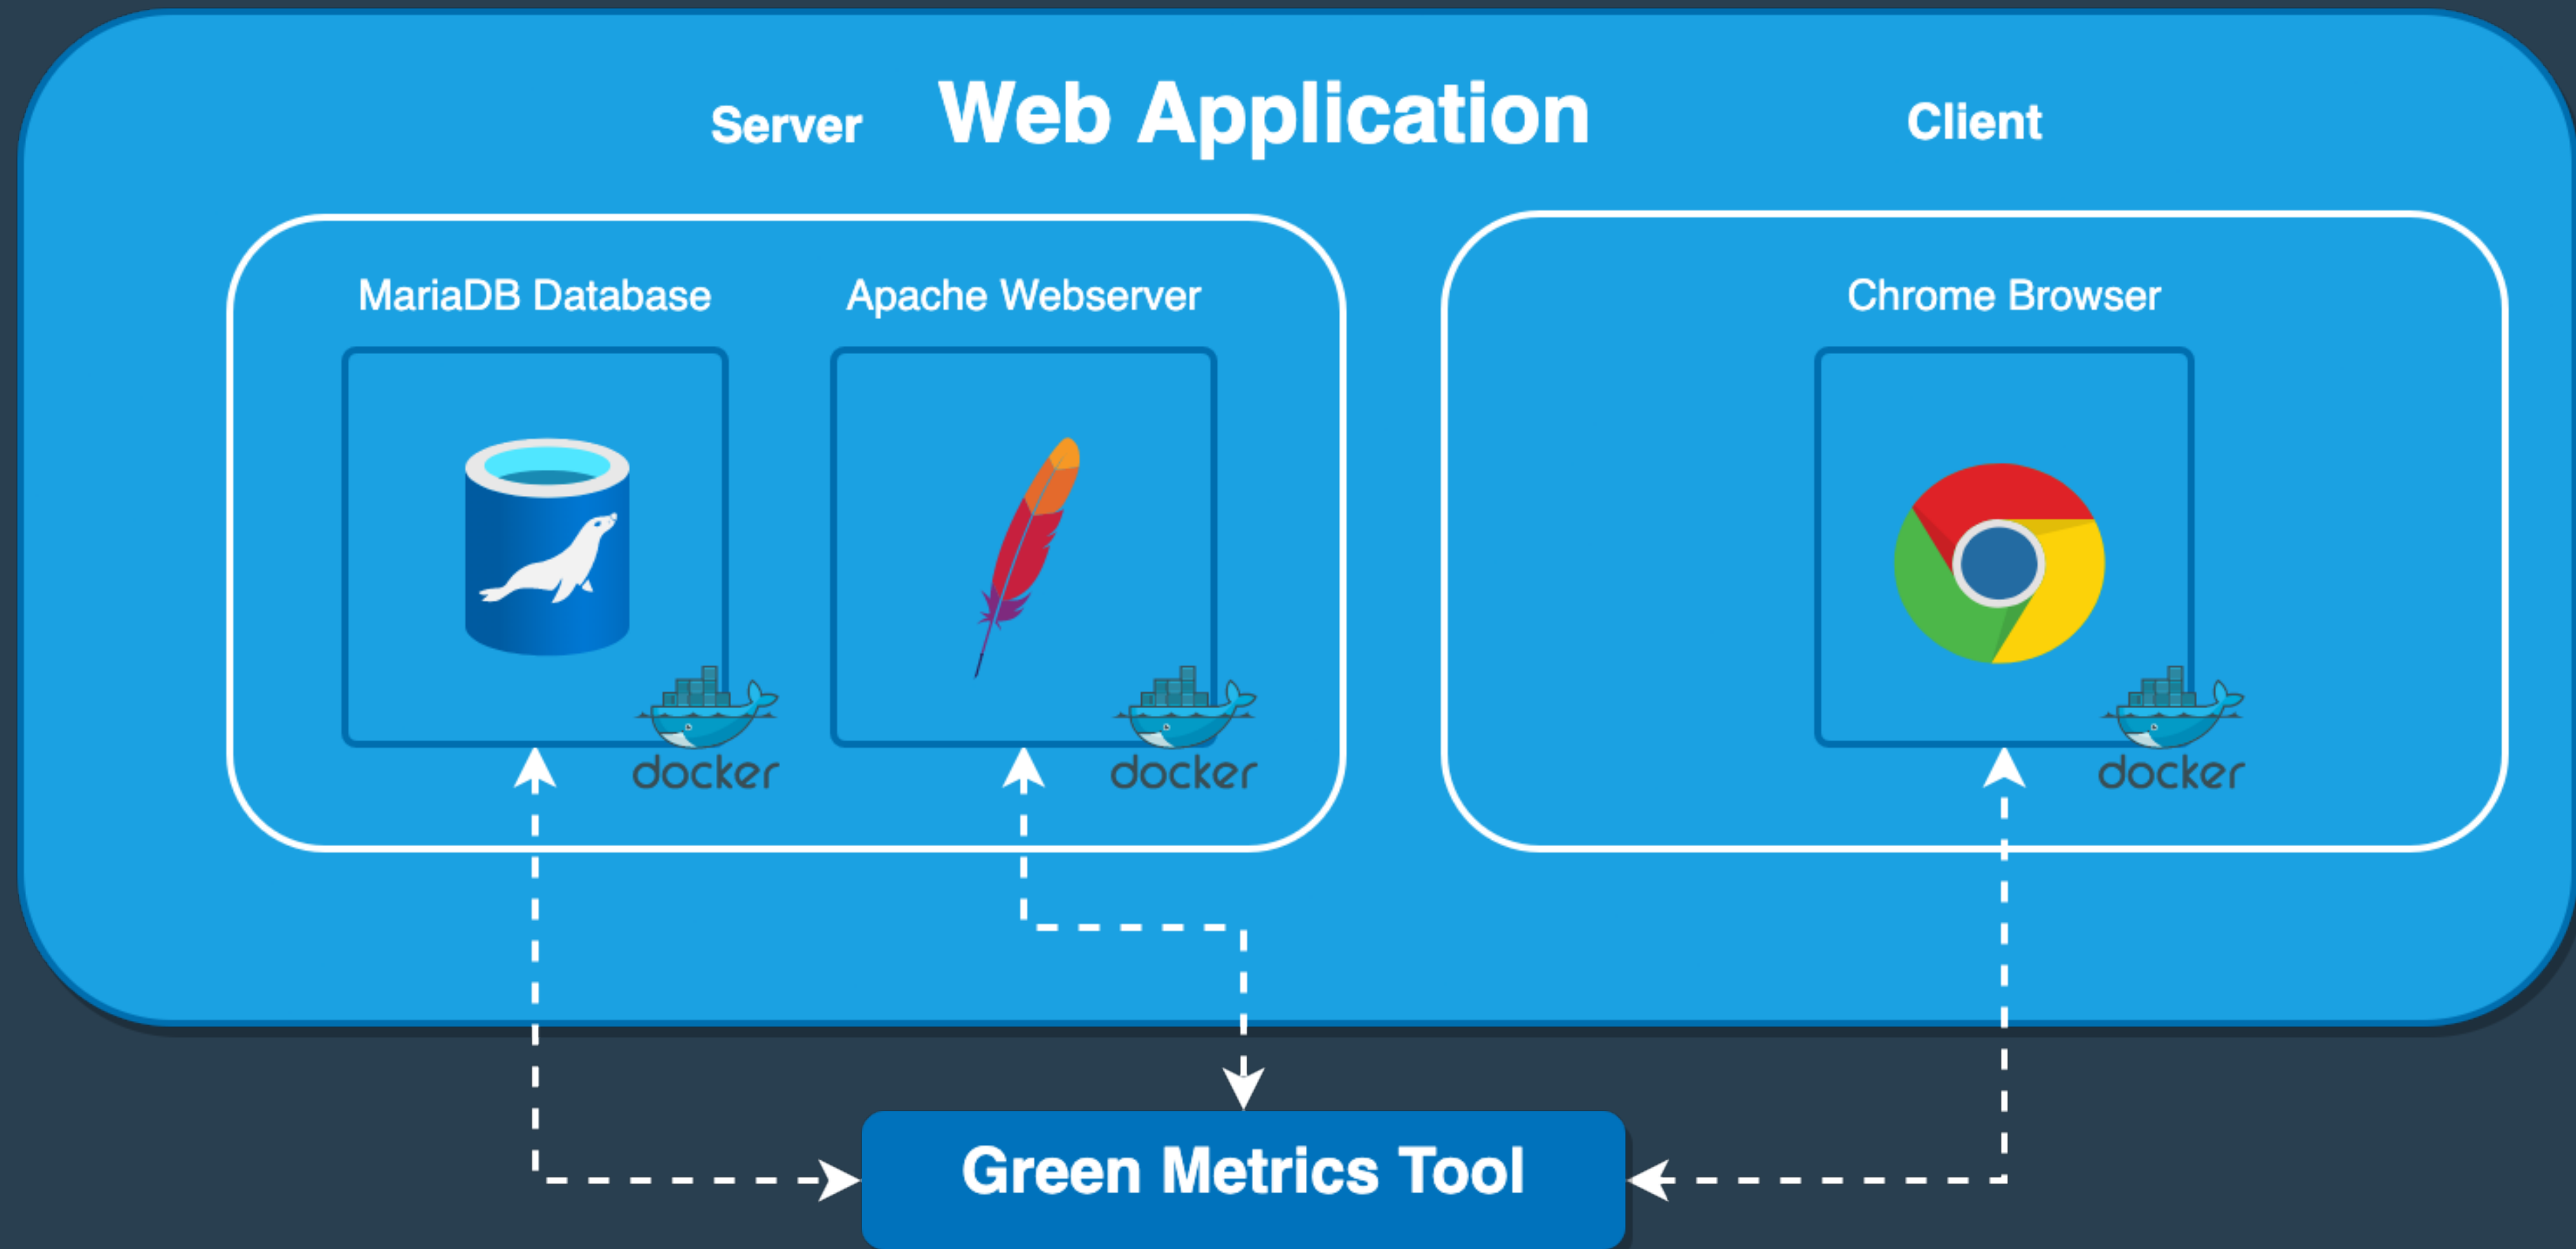 Web Application
Server
Client
MariaDB Database
Apache Webserver
Chrome Browser
docker
docker
docker
Green Metrics Tool